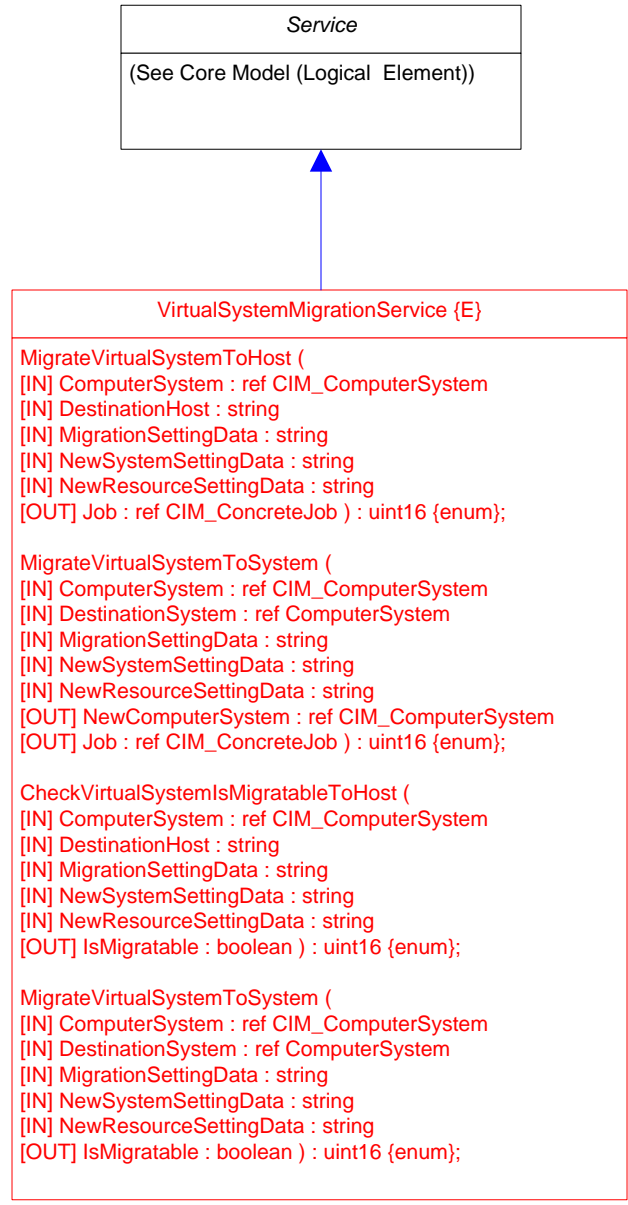 Service
(See Core Model (Logical Element))
VirtualSystemMigrationService {E}
MigrateVirtualSystemToHost (
[IN] ComputerSystem : ref CIM_ComputerSystem
[IN] DestinationHost : string
[IN] MigrationSettingData : string
[IN] NewSystemSettingData : string
[IN] NewResourceSettingData : string
[OUT] Job : ref CIM_ConcreteJob ) : uint16 {enum};
MigrateVirtualSystemToSystem (
[IN] ComputerSystem : ref CIM_ComputerSystem
[IN] DestinationSystem : ref ComputerSystem
[IN] MigrationSettingData : string
[IN] NewSystemSettingData : string
[IN] NewResourceSettingData : string
[OUT] NewComputerSystem : ref CIM_ComputerSystem
[OUT] Job : ref CIM_ConcreteJob ) : uint16 {enum};
CheckVirtualSystemIsMigratableToHost (
[IN] ComputerSystem : ref CIM_ComputerSystem
[IN] DestinationHost : string
[IN] MigrationSettingData : string
[IN] NewSystemSettingData : string
[IN] NewResourceSettingData : string
[OUT] IsMigratable : boolean ) : uint16 {enum};
MigrateVirtualSystemToSystem (
[IN] ComputerSystem : ref CIM_ComputerSystem
[IN] DestinationSystem : ref ComputerSystem
[IN] MigrationSettingData : string
[IN] NewSystemSettingData : string
[IN] NewResourceSettingData : string
[OUT] IsMigratable : boolean ) : uint16 {enum};